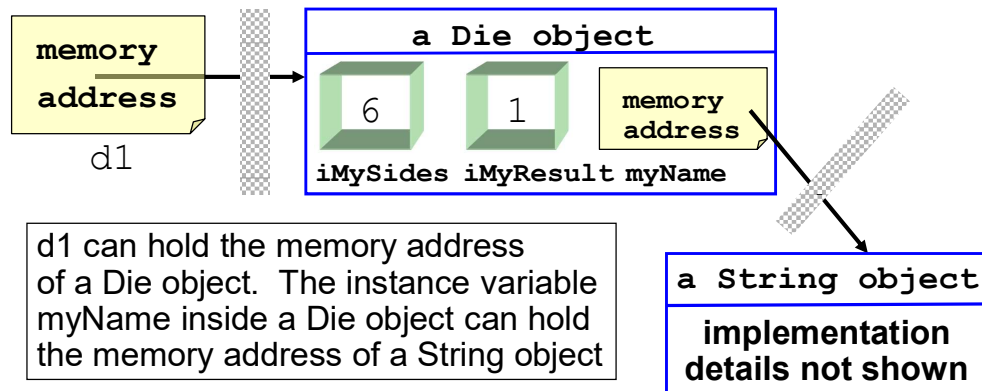 memory
address
d1
a Die object
6
1
memory
address
iMySides iMyResult myName
d1 can hold the memory address
of a Die object. The instance variable
myName inside a Die object can hold
the memory address of a String object
a String object
implementation
details not shown